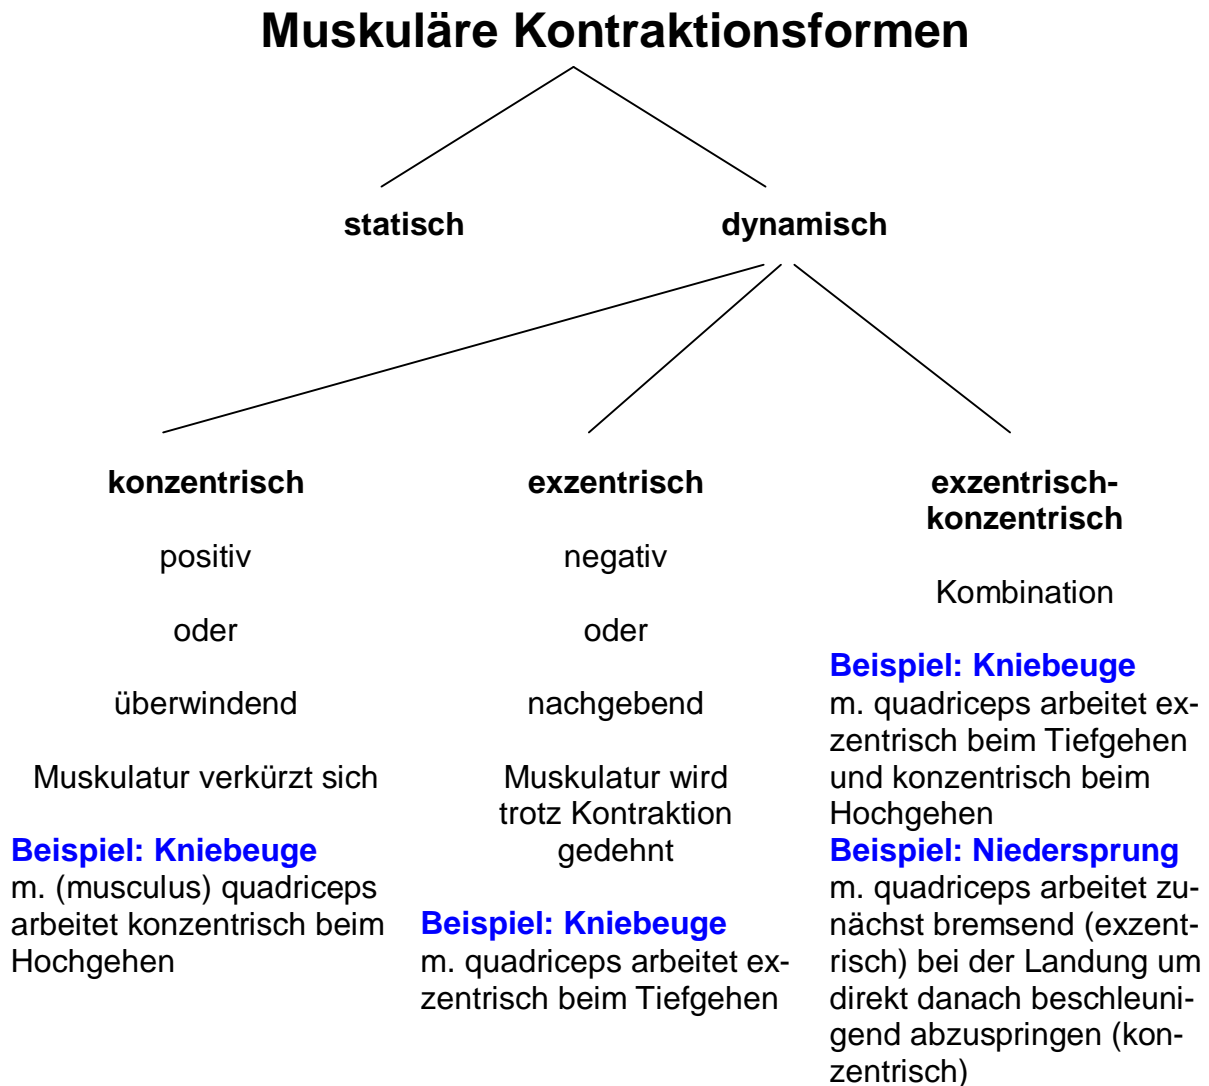 Muskuläre Kontraktionsformen
statisch
dynamisch
konzentrisch
positiv
oder
überwindend
Muskulatur verkürzt sich
Beispiel: Kniebeuge
m. (musculus) quadriceps
arbeitet konzentrisch beim
Hochgehen
exzentrisch
negativ
oder
nachgebend
Muskulatur wird
trotz Kontraktion
gedehnt
Beispiel: Kniebeuge
m. quadriceps arbeitet ex-
zentrisch beim Tiefgehen
exzentrisch-
konzentrisch
Kombination
Beispiel: Kniebeuge
m. quadriceps arbeitet ex-
zentrisch beim Tiefgehen
und konzentrisch beim
Hochgehen
Beispiel: Niedersprung
m. quadriceps arbeitet zu-
nächst bremsend (exzent-
risch) bei der Landung um
direkt danach beschleuni-
gend abzuspringen (kon-
zentrisch)